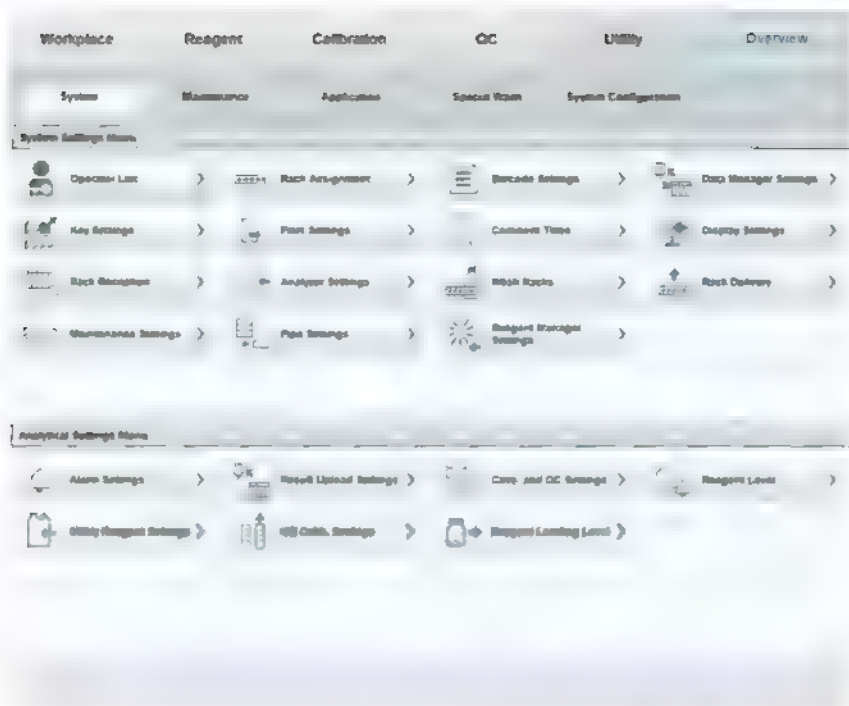 Workplace Reagent Calibration QC Utility Overview
System Maintenance Application Special Wash System Configuration
System Settings Menu
Operator List Rack Assignment Barcode Settings Data Manager Settings
Key Settings Print Settings Comment Titles Display Settings
Rack Reception Analyzer Settings Wash Racks Rack Delivery
Maintenance Settings Pipe Settings Reagent Manager
Settings
Analytical Settings Menu
Alarm Settings Result Upload Settings Calib. and QC Settings Reagent Level
Utility Reagent Settings Settings Reagent Loading Level